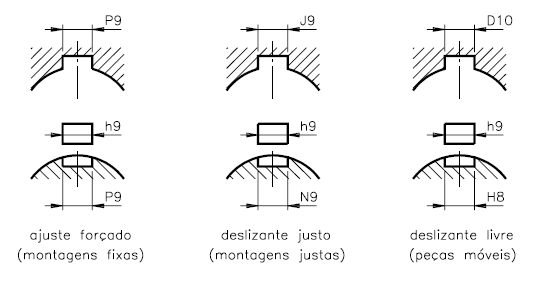 P9 J9 D10
h9 h9 h9
P9 N9 H8
ajuste forçado deslizante justo deslizante livre
(montagens fixas) (montagens justas) (peças móveis)